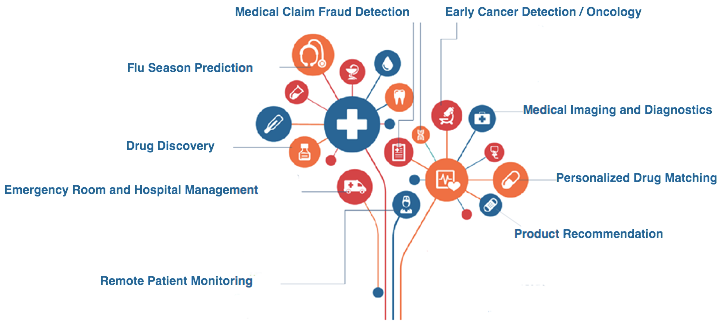 Medical Claim Fraud Detection
Early Cancer Detection / Oncology
Flu Season Prediction
Medical Imaging and Diagnostics
Drug Discovery
Personalized Drug Matching
Emergency Room and Hospital Management
Product Recommendation
Remote Patient Monitoring